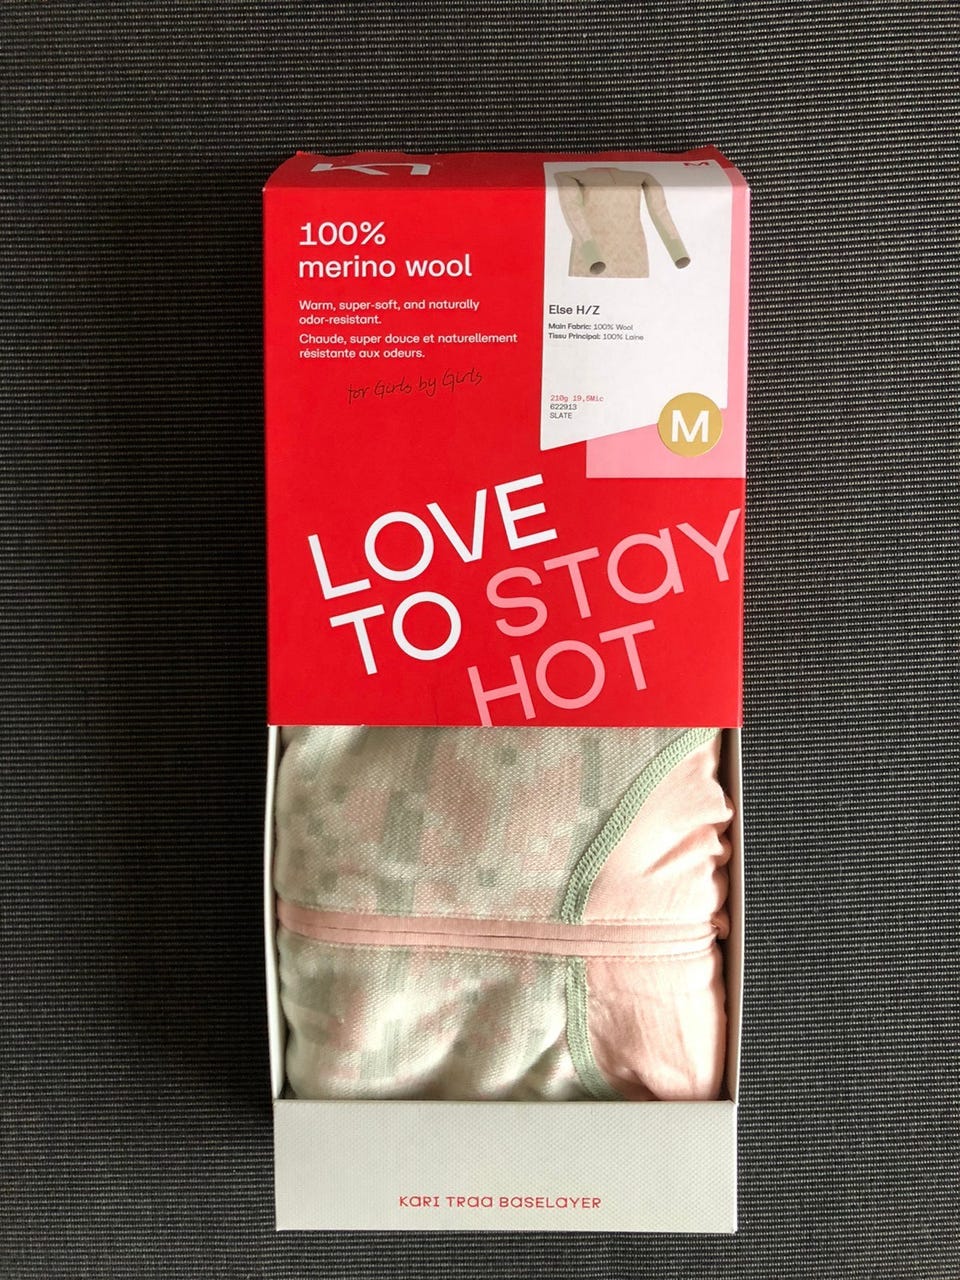 100%
merino wool
Warm, super-soft, and naturally
odor-resistant.
Chaude, super douce et naturellement
résistante aux odeurs.
for Girls by Girls
M
Else H/Z
Main Fabric: 100% Wool
Tissu Principal: 100% Laine
210g 19,5Mic
622913
SLATE
M
LOVE
TO STAY
HOT
KARI TRAA BASELAYER